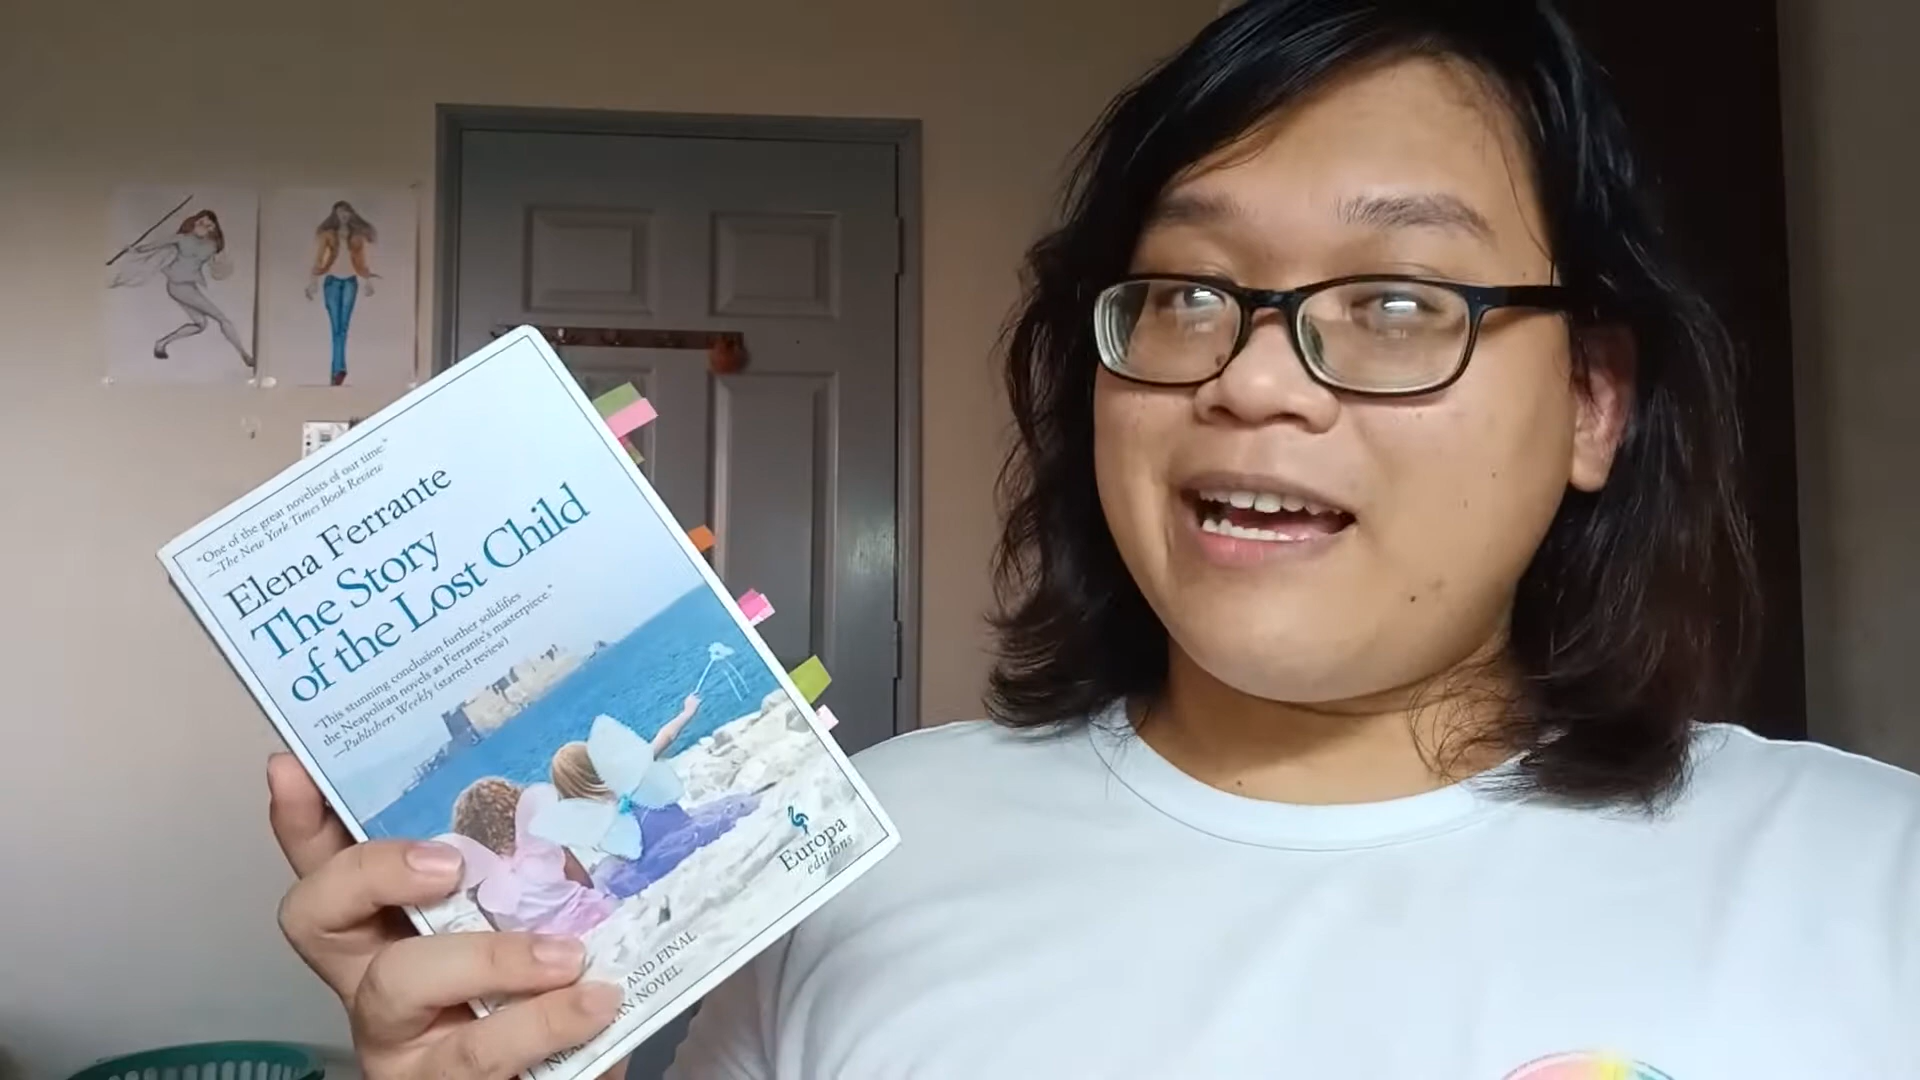 "One of the great novelists of our time."
—The New York Times Book Review
Elena Ferrante
The Story
of the Lost Child
"This stunning conclusion further solidifies
the Neapolitan novels as Ferrante's masterpiece."
—Publishers Weekly (starred review)
Europa
editions
AND FINAL
NOVEL